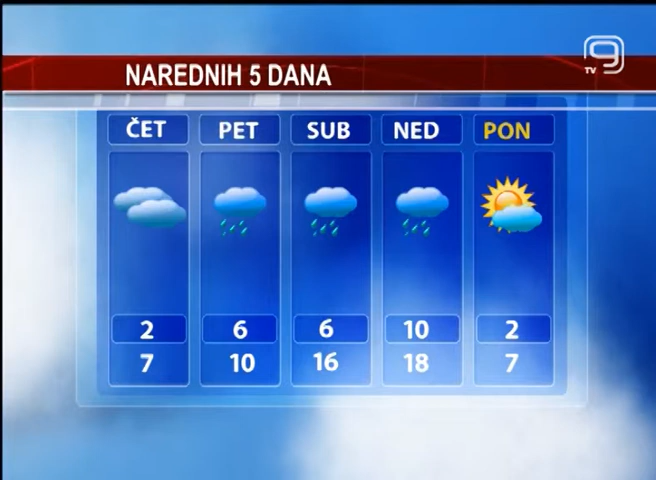 9
TV
NAREDNIH 5 DANA
ČET PET SUB NED PON
2 6 6 10 2
7 10 16 18 7